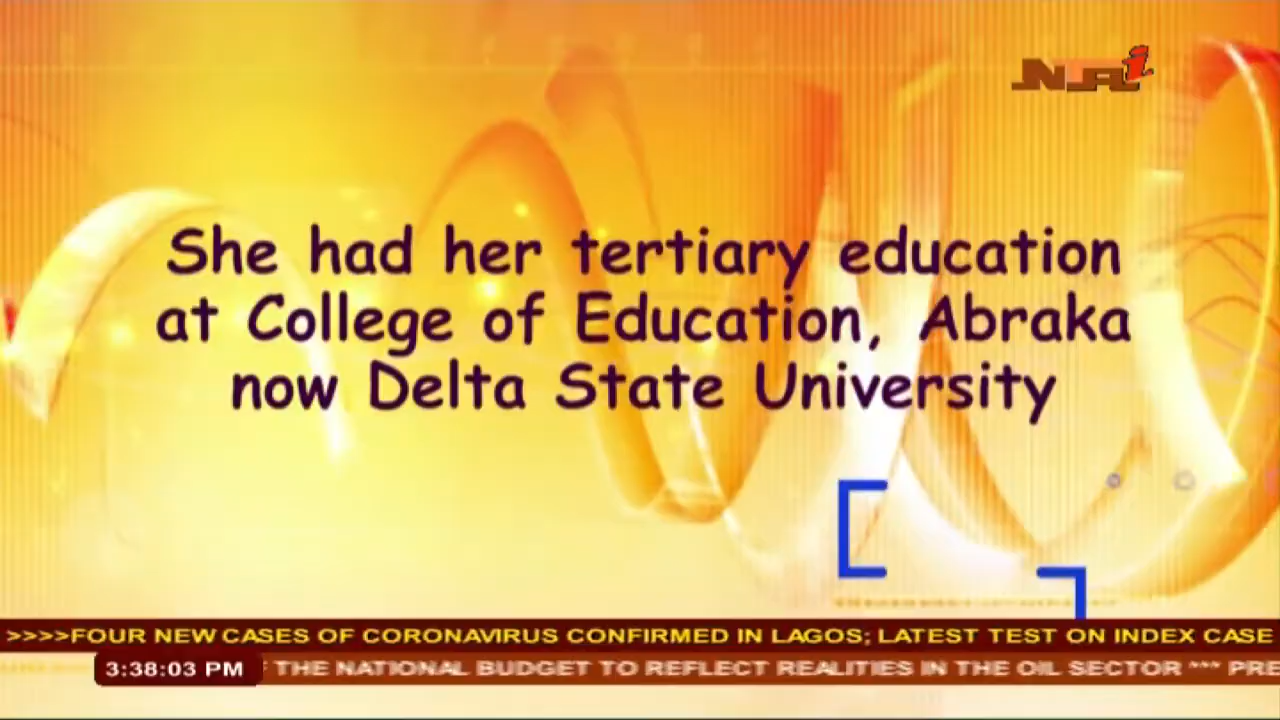 NTAi
She had her tertiary education
at College of Education, Abraka
now Delta State University
>>>>FOUR NEW CASES OF CORONAVIRUS CONFIRMED IN LAGOS; LATEST TEST ON INDEX CASE
3:38:03 PM THE NATIONAL BUDGET TO REFLECT REALITIES IN THE OIL SECTOR *** PRE